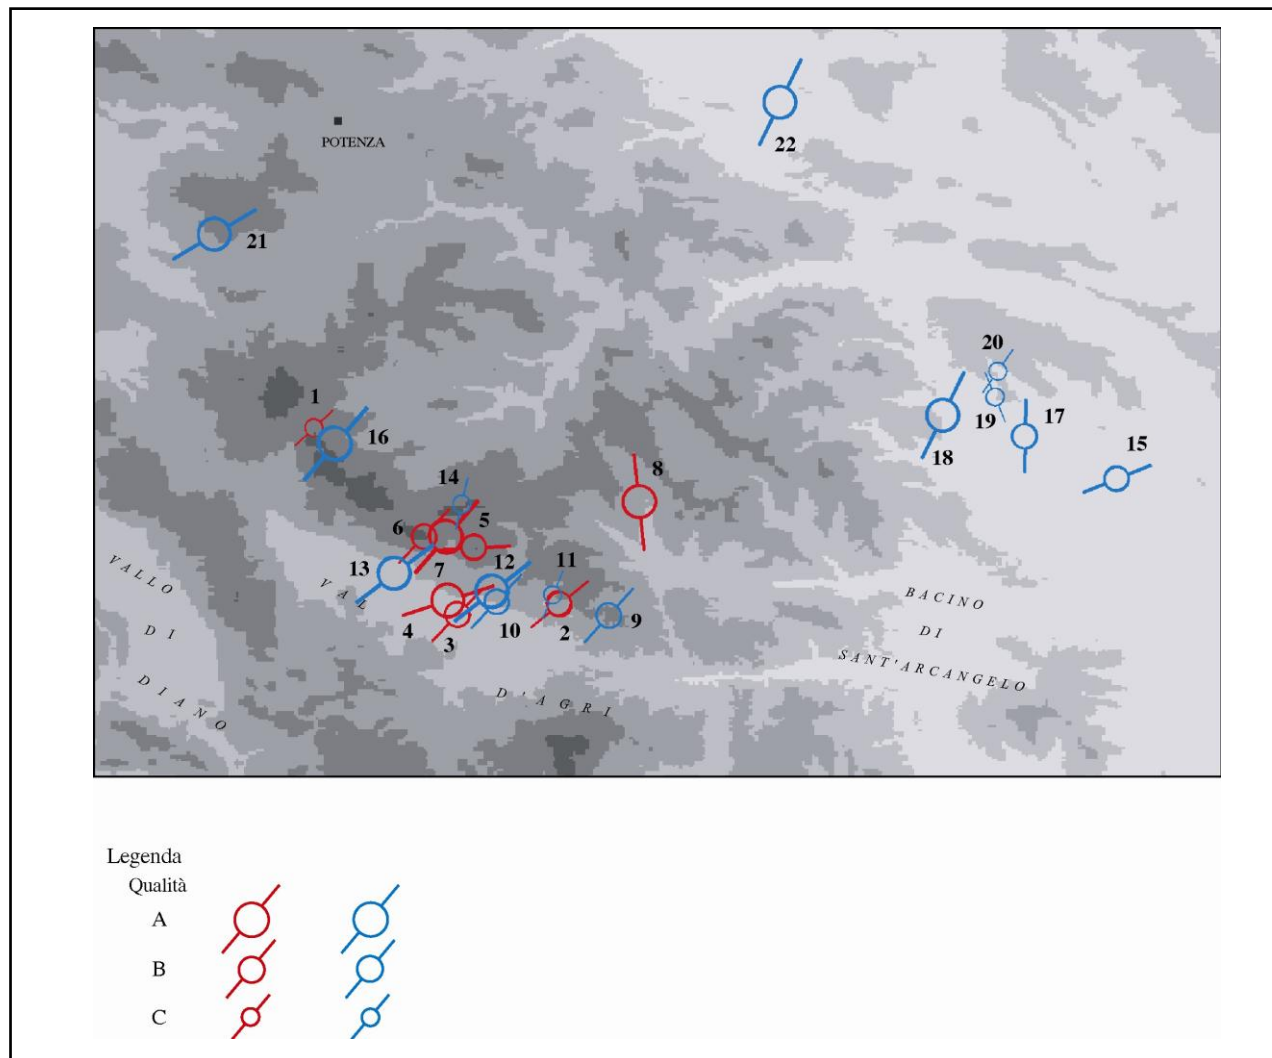 22
POTENZA
21
20
1
19
17
16
18
15
8
14
6
5
11
12
13
7
VALLO
VAL
BACINO
4
3
10
2
9
DI
DI
SANT'ARCANGELO
DIANO
D'AGRI
Legenda
Qualità
A
B
C